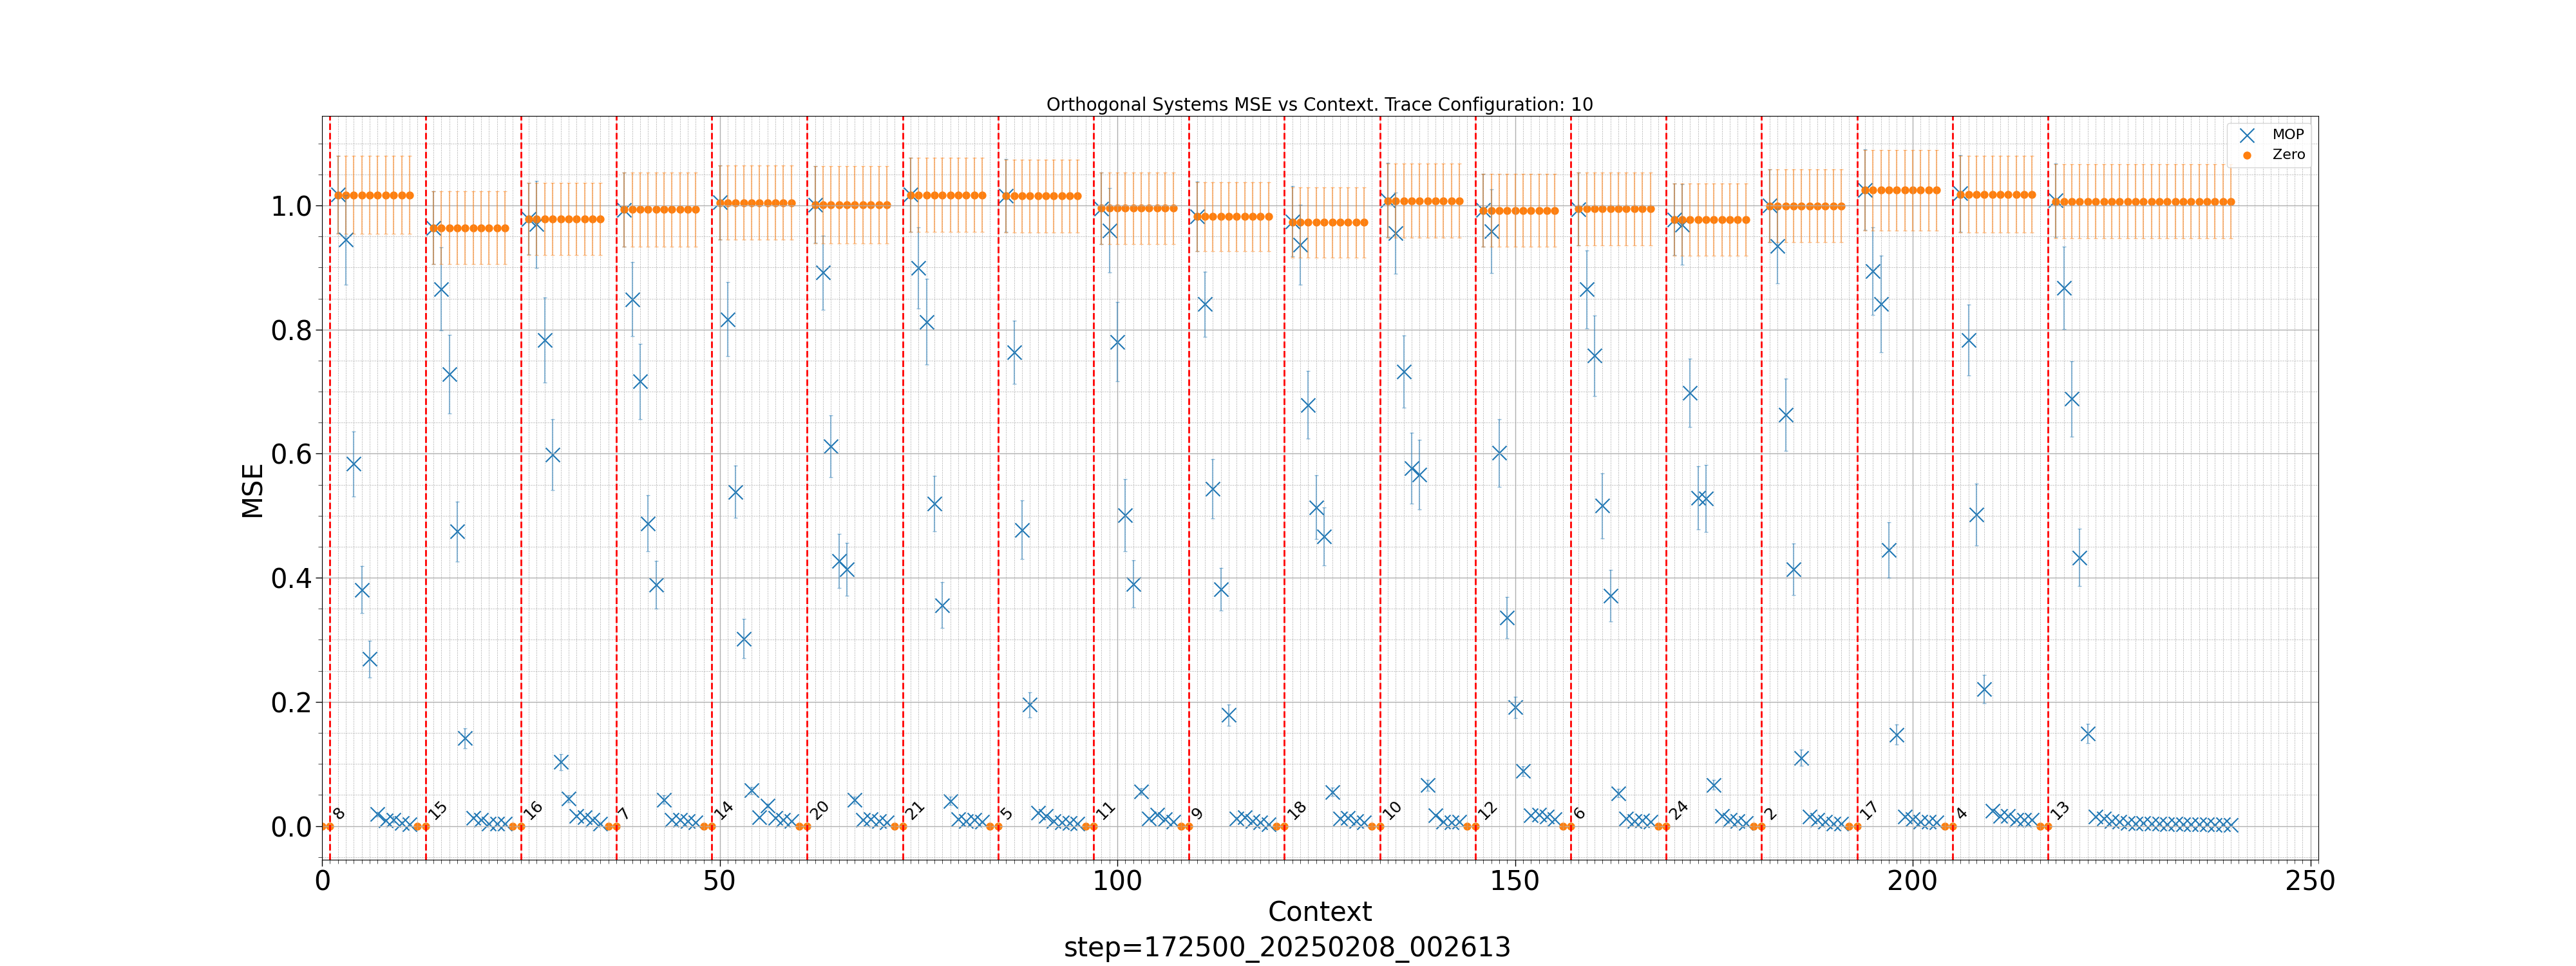 Orthogonal Systems MSE vs Context. Trace Configuration: 10
MOP
Zero
MSE
1.0
0.8
0.6
0.4
0.2
0.0
8 15 16 7 14 20 21 5 11 9 18 10 12 6 24 2 17 4 13
0 50 100 150 200 250
Context
step=172500_20250208_002613